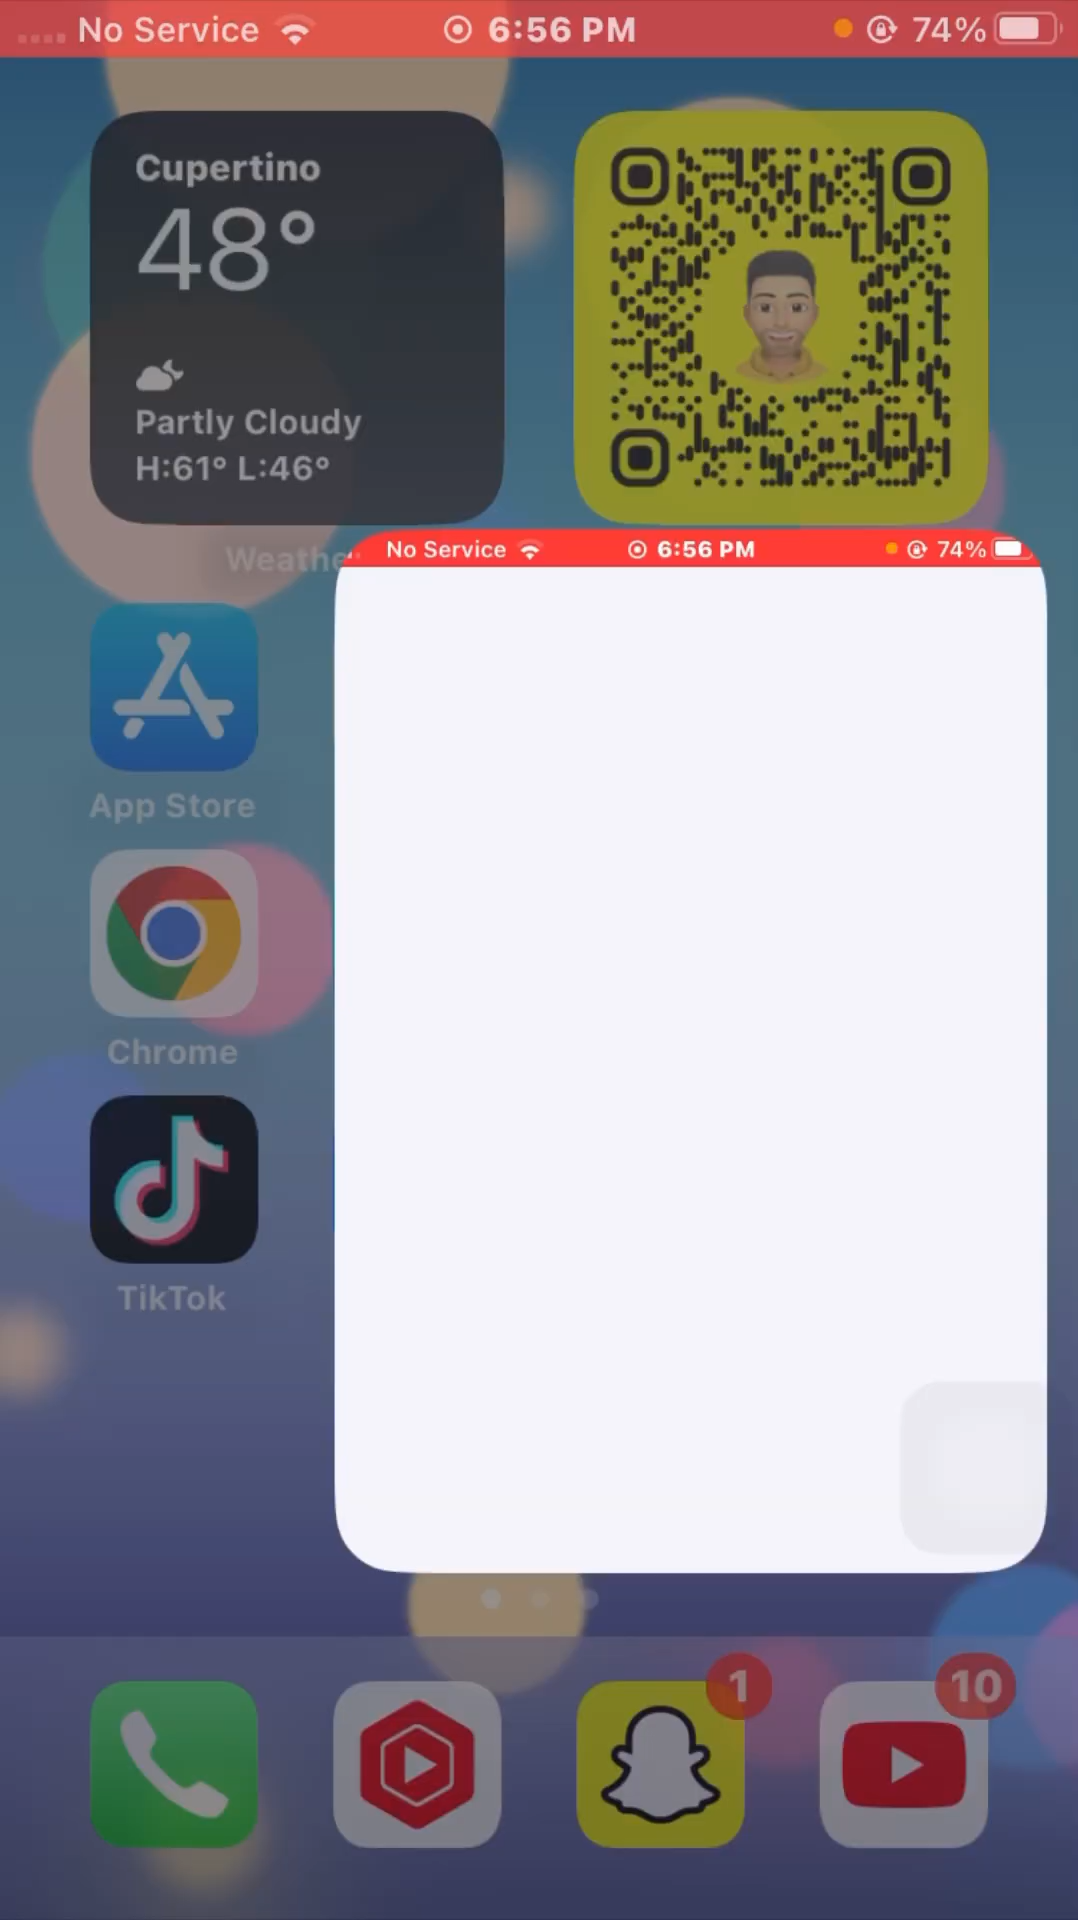 No Service 6:56 PM 74%
Cupertino
48°
Partly Cloudy
H:61° L:46°
Weathe
No Service 6:56 PM 74%
App Store
Chrome
TikTok
1
10